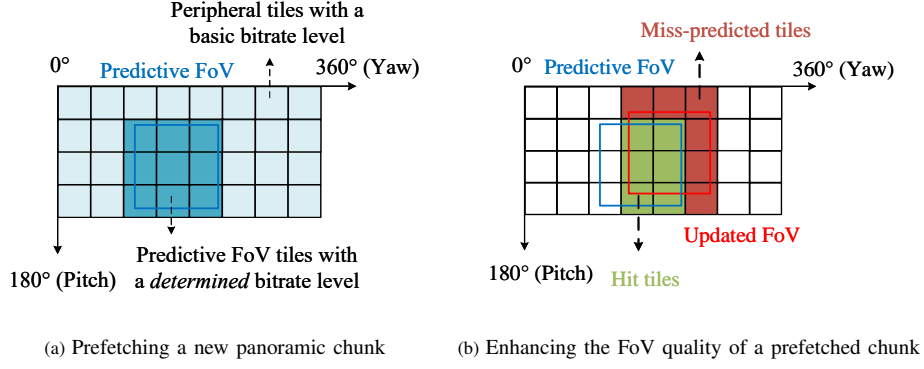 Peripheral tiles with a
basic bitrate level
0°
Predictive FoV
360° (Yaw)
Predictive FoV tiles with
a determined bitrate level
180° (Pitch)
(a) Prefetching a new panoramic chunk
Miss-predicted tiles
0°
Predictive FoV
360° (Yaw)
Updated FoV
180° (Pitch)
Hit tiles
(b) Enhancing the FoV quality of a prefetched chunk